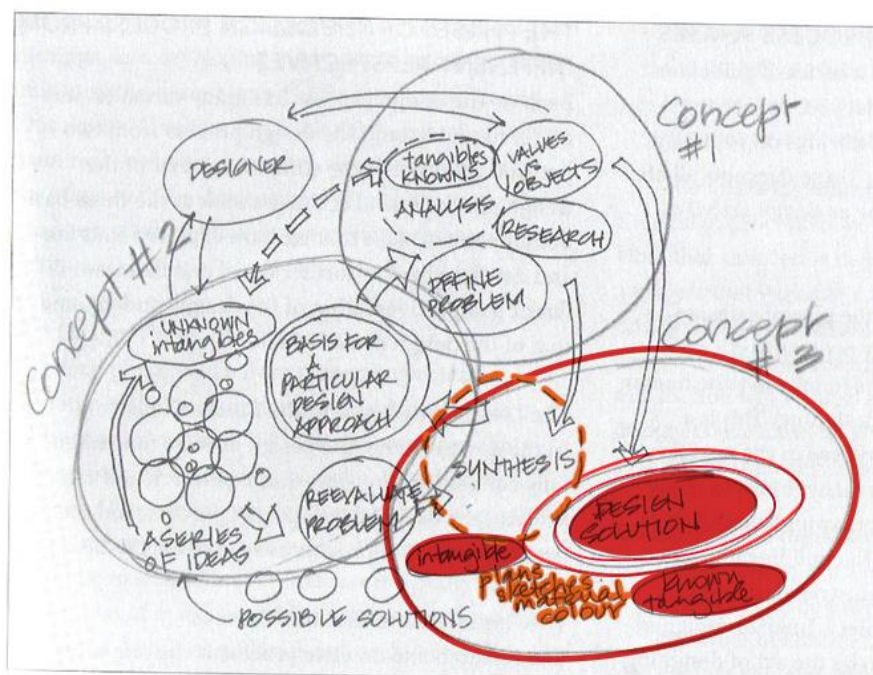 Concept
#1
DESIGNER
tangibles
KNOWNS
VALUES
VS
OBJECTS
ANALYSIS
RESEARCH
DEFINE
PROBLEM
Concept #2
UNKNOWN
intangibles
BASIS FOR
A
PARTICULAR
DESIGN
APPROACH
Concept
#3
SYNTHESIS
DESIGN
SOLUTION
REEVALUATE
PROBLEM
A SERIES
OF IDEAS
intangible
known
tangible
plans
sketches
material
colour
POSSIBLE SOLUTIONS